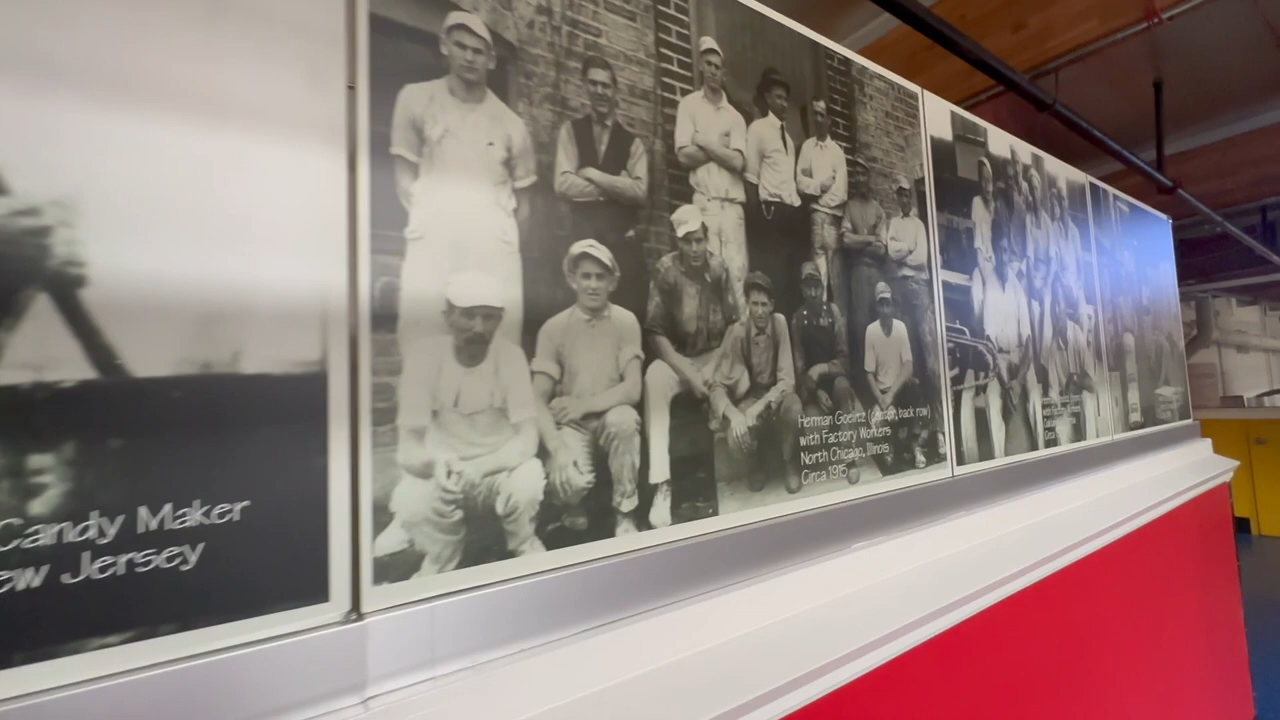 Candy Maker
ew Jersey
Herman Goelitz (center, back row)
with Factory Workers
North Chicago, Illinois
Circa 1915